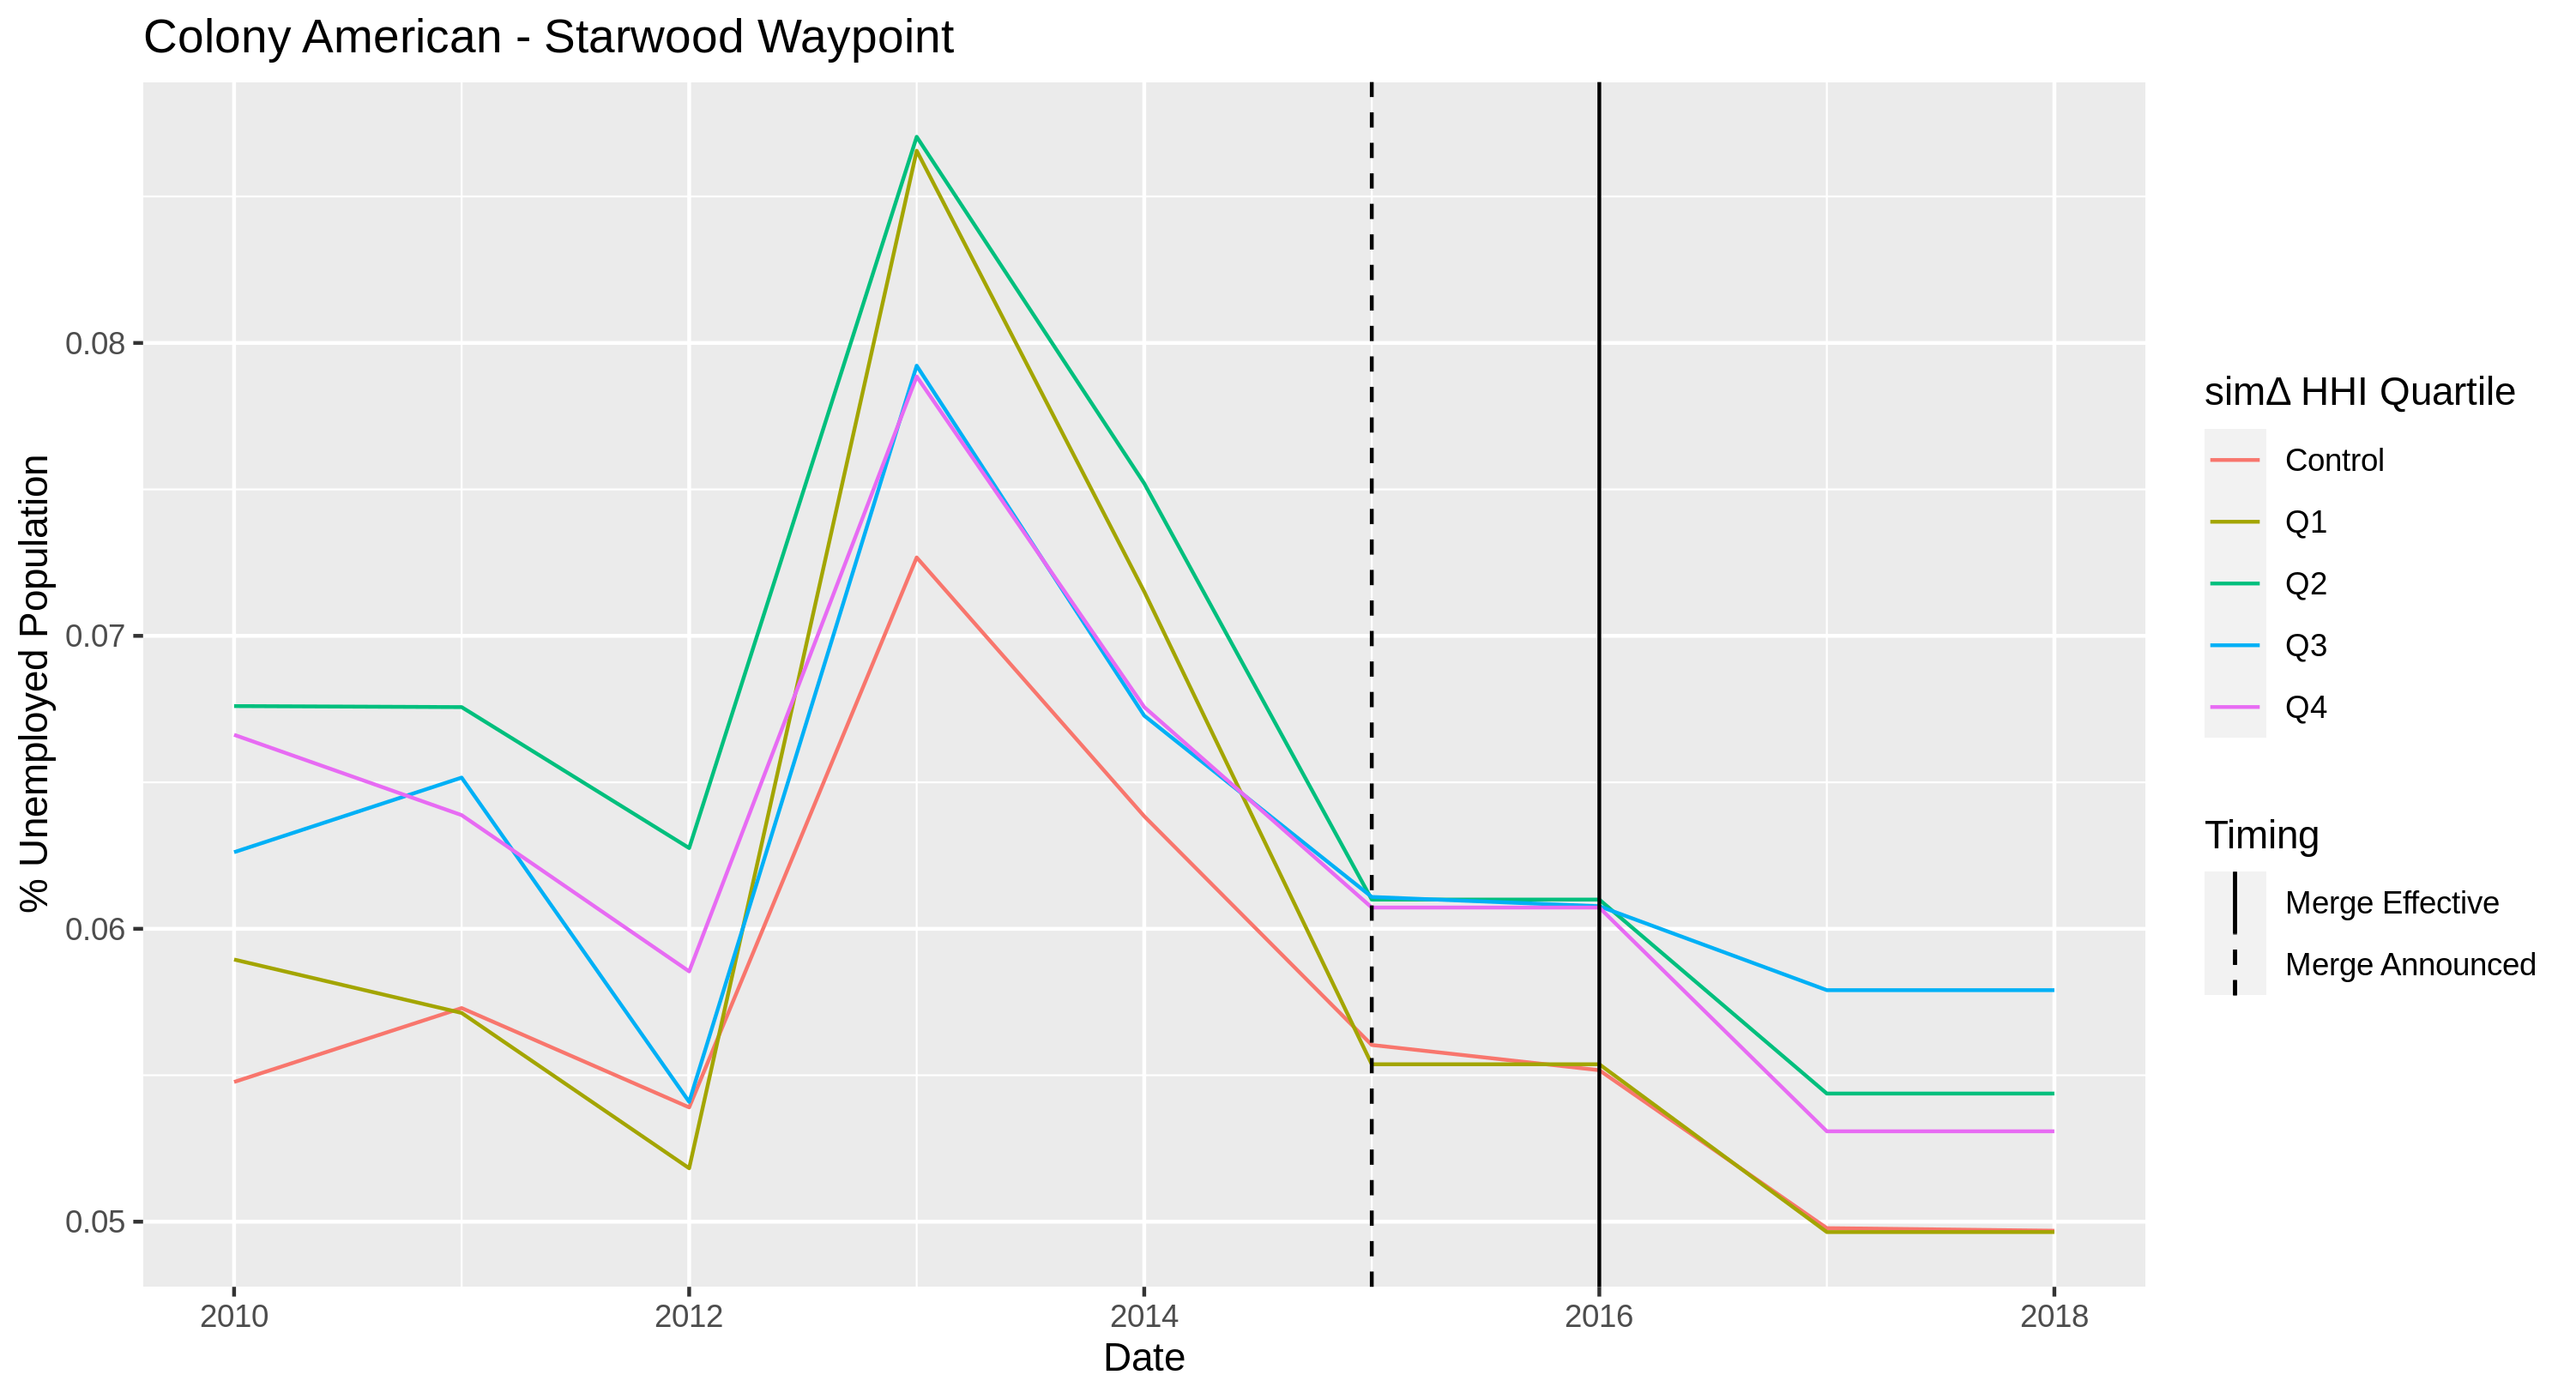 Colony American - Starwood Waypoint
% Unemployed Population
0.08
0.07
0.06
0.05
2010
2012
2014
2016
2018
Date
simΔ HHI Quartile
Control
Q1
Q2
Q3
Q4
Timing
Merge Effective
Merge Announced